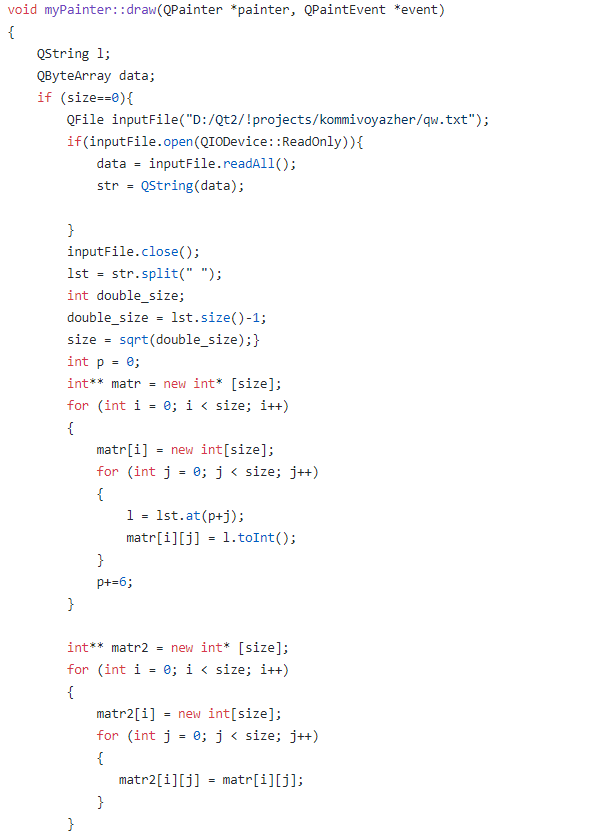 void myPainter::draw(QPainter *painter, QPaintEvent *event)
{
    QString l;
    QByteArray data;
    if (size==0){
        QFile inputFile("D:/Qt2/!projects/kommivoyazher/qw.txt");
        if(inputFile.open(QIODevice::ReadOnly)){
            data = inputFile.readAll();
            str = QString(data);

        }
        inputFile.close();
        lst = str.split(" ");
        int double_size;
        double_size = lst.size()-1;
        size = sqrt(double_size);}
        int p = 0;
        int** matr = new int* [size];
        for (int i = 0; i < size; i++)
        {
            matr[i] = new int[size];
            for (int j = 0; j < size; j++)
            {
                l = lst.at(p+j);
                matr[i][j] = l.toInt();
            }
            p+=6;
        }

        int** matr2 = new int* [size];
        for (int i = 0; i < size; i++)
        {
            matr2[i] = new int[size];
            for (int j = 0; j < size; j++)
            {
               matr2[i][j] = matr[i][j];
            }
        }